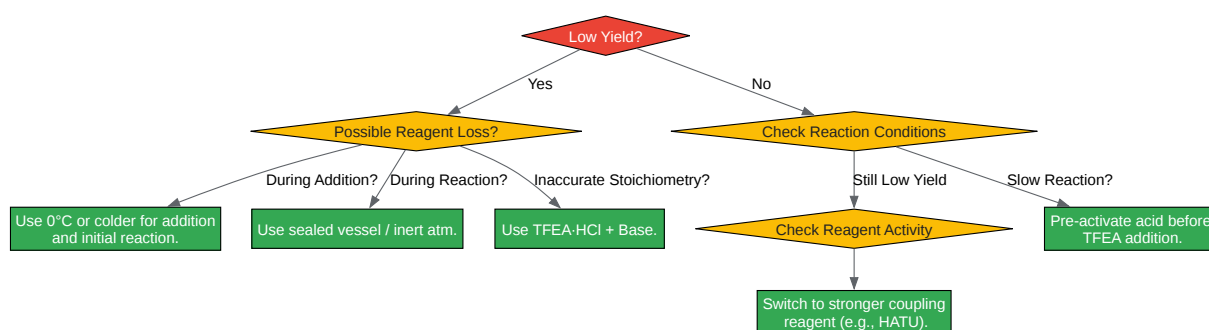 Low Yield?
Yes
No
Possible Reagent Loss?
Check Reaction Conditions
During Addition?
During Reaction?
Inaccurate Stoichiometry?
Still Low Yield
Slow Reaction?
Use 0°C or colder for addition
and initial reaction.
Use sealed vessel / inert atm.
Use TFEA·HCl + Base.
Check Reagent Activity
Pre-activate acid before
TFEA addition.
Switch to stronger coupling
reagent (e.g., HATU).